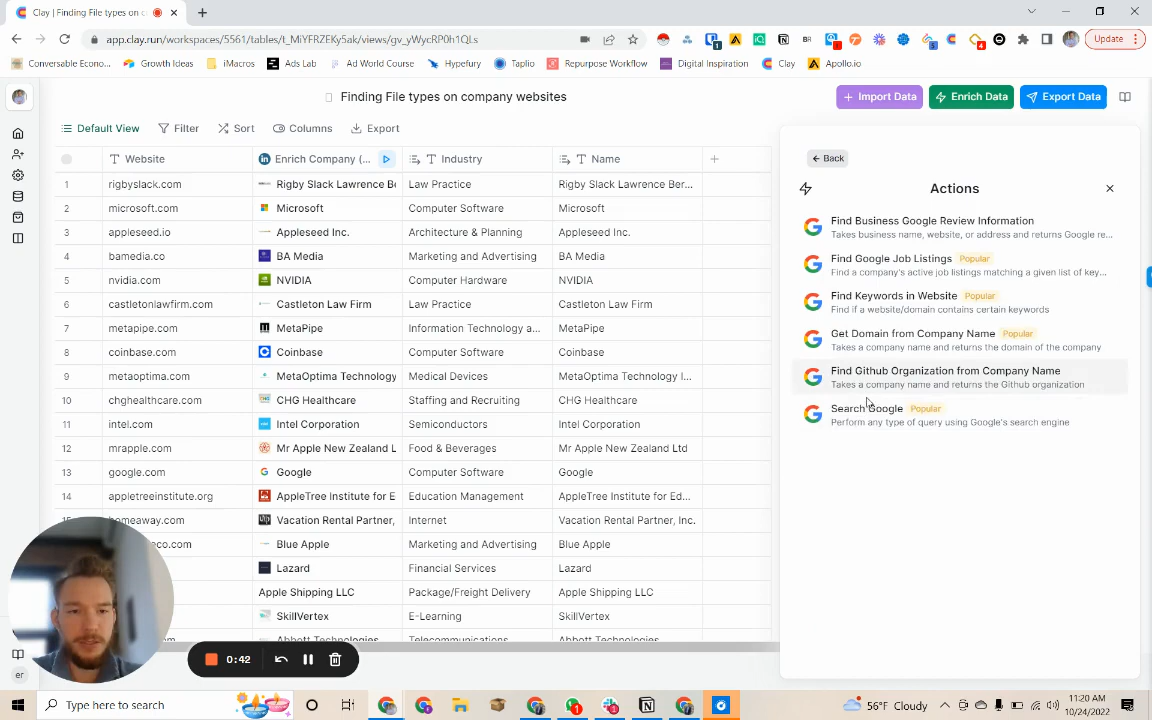 Clay | Finding File types on c
app.clay.run/workspaces/5561/tables/t_MiYFRZEKy5ak/views/gv_yWycRP0h1QLs
Update
Conversable Econo...
Growth Ideas
iMacros
Ads Lab
Ad World Course
Hypefury
Taplio
Repurpose Workflow
Digital Inspiration
Clay
Apollo.io
Finding File types on company websites
Import Data
Enrich Data
Export Data
Default View
Filter
Sort
Columns
Export
Website
Enrich Company (...
Industry
Name
1 rigbyslack.com Rigby Slack Lawrence Be Law Practice Rigby Slack Lawrence Ber...
2 microsoft.com Microsoft Computer Software Microsoft
3 appleseed.io Appleseed Inc. Architecture & Planning Appleseed Inc.
4 bamedia.co BA Media Marketing and Advertising BA Media
5 nvidia.com NVIDIA Computer Hardware NVIDIA
6 castletonlawfirm.com Castleton Law Firm Law Practice Castleton Law Firm
7 metapipe.com MetaPipe Information Technology a... MetaPipe
8 coinbase.com Coinbase Computer Software Coinbase
9 metaoptima.com MetaOptima Technology Medical Devices MetaOptima Technology I...
10 chghealthcare.com CHG Healthcare Staffing and Recruiting CHG Healthcare
11 intel.com Intel Corporation Semiconductors Intel Corporation
12 mrapple.com Mr Apple New Zealand L Food & Beverages Mr Apple New Zealand Ltd
13 google.com Google Computer Software Google
14 appletreeinstitute.org AppleTree Institute for E Education Management AppleTree Institute for Ed...
15 homeaway.com Vacation Rental Partner, Internet Vacation Rental Partner, Inc.
eco.com Blue Apple Marketing and Advertising Blue Apple
Lazard Financial Services Lazard
Apple Shipping LLC Package/Freight Delivery Apple Shipping LLC
SkillVertex E-Learning SkillVertex
Abbott Technologies Telecommunications Abbott Technologies
Back
Actions
Find Business Google Review Information
Takes business name, website, or address and returns Google re...
Find Google Job Listings Popular
Find a company's active job listings matching a given list of key...
Find Keywords in Website Popular
Find if a website/domain contains certain keywords
Get Domain from Company Name Popular
Takes a company name and returns the domain of the company
Find Github Organization from Company Name
Takes a company name and returns the Github organization
Search Google Popular
Perform any type of query using Google's search engine
er
0:42
Type here to search
56°F Cloudy
11:20 AM
10/24/2022